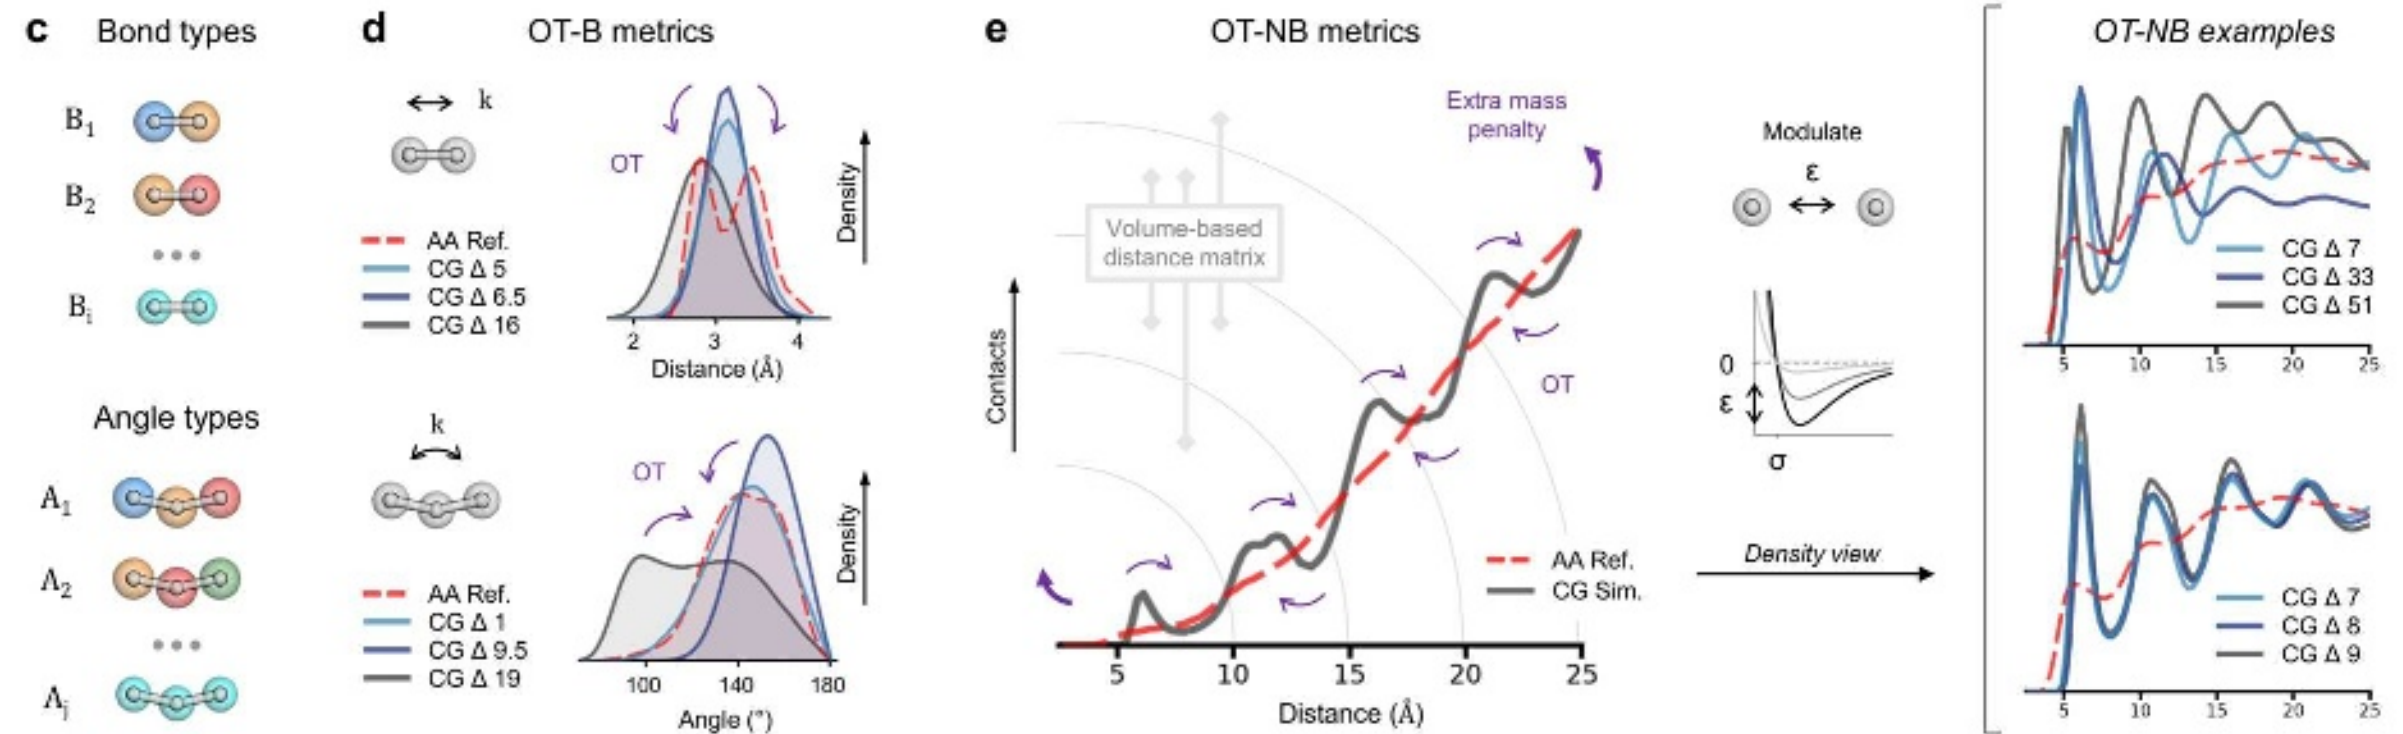 c Bond types
B1
B2
Bi
Angle types
A1
A2
Aj
d OT-B metrics
k
OT
AA Ref.
CG Δ 5
CG Δ 6.5
CG Δ 16
Density
2 3 4
Distance (Å)
k
OT
AA Ref.
CG Δ 1
CG Δ 9.5
CG Δ 19
Density
100 140 180
Angle (°)
e OT-NB metrics
Extra mass
penalty
Volume-based
distance matrix
Contacts
OT
AA Ref.
CG Sim.
5 10 15 20 25
Distance (Å)
Modulate
ε
0
ε
σ
Density view
OT-NB examples
CG Δ 7
CG Δ 33
CG Δ 51
5 10 15 20 25
CG Δ 7
CG Δ 8
CG Δ 9
5 10 15 20 25